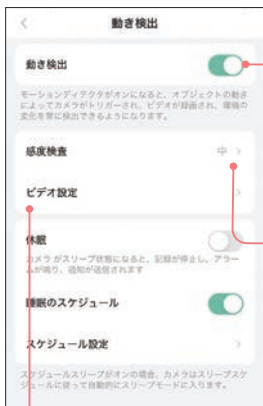 動き検出
動き検出
モーションディテクタがオンになると、オブジェクトの動き
によってカメラがトリガーされ、ビデオが録画され、環境の
変化を常に検出できるようになります。
感度検査 中
ビデオ設定
休眠
カメラ がスリープ状態になると、記録が停止し、アラー
ムが鳴り、通知が送信されます
睡眠のスケジュール
スケジュール設定
スケジュールスリープがオンの場合、カメラはスリープスケ
ジュールに従って自動的にスリープモードに入ります。